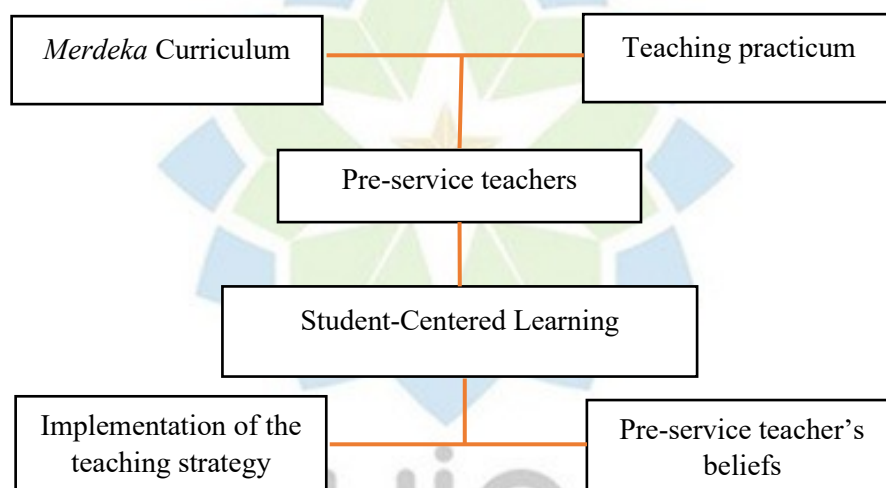 Merdeka Curriculum
Teaching practicum
Pre-service teachers
Student-Centered Learning
Implementation of the
teaching strategy
Pre-service teacher’s
beliefs